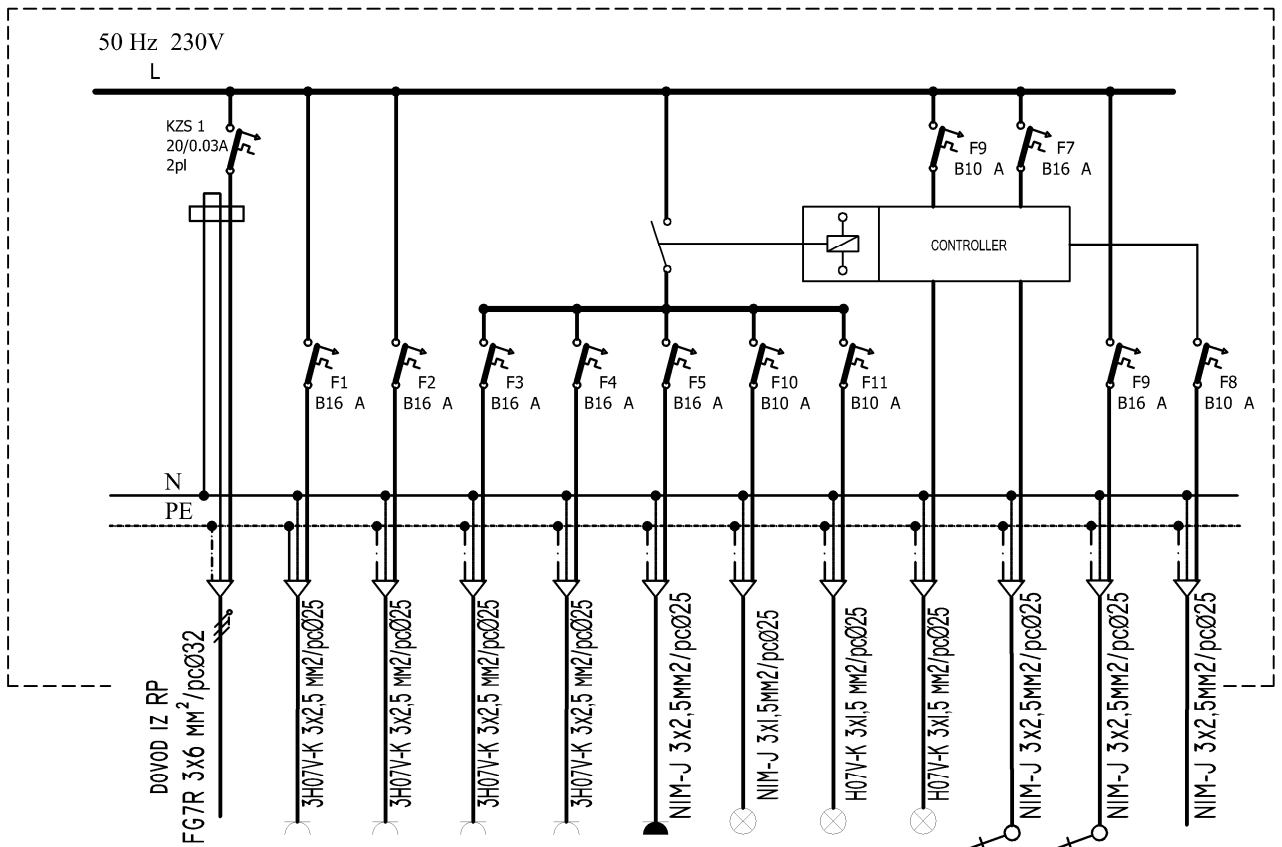 50 Hz 230V
L
KZS 1
20/0.03A
2pl
F9
B10 A
F7
B16 A
CONTROLLER
F1
B16 A
F2
B16 A
F3
B16 A
F4
B16 A
F5
B16 A
F10
B10 A
F11
B10 A
F9
B16 A
F8
B10 A
N
PE
DOVOD IZ RP
FG7R 3x6 мм²/pcØ32
3H07V-K 3x2,5 мм2/pcØ25
3H07V-K 3x2,5 мм2/pcØ25
3H07V-K 3x2,5 мм2/pcØ25
3H07V-K 3x2,5 мм2/pcØ25
NIM-J 3x2,5мм2/pcØ25
NIM-J 3x1,5мм2/pcØ25
H07V-K 3x1,5 мм2/pcØ25
H07V-K 3x1,5 мм2/pcØ25
NIM-J 3x2,5мм2/pcØ25
NIM-J 3x2,5мм2/pcØ25
NIM-J 3x2,5мм2/pcØ25